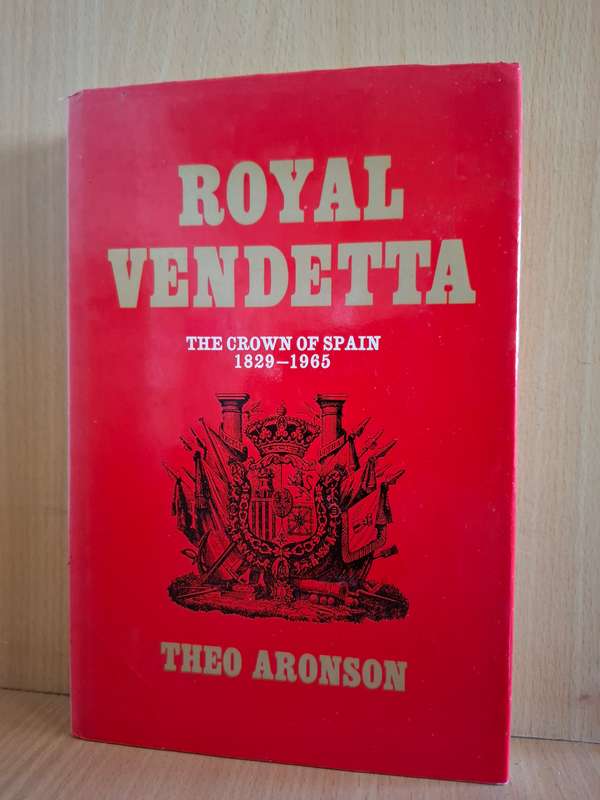 ROYAL
VENDETTA
THE CROWN OF SPAIN
1829–1965
THEO ARONSON